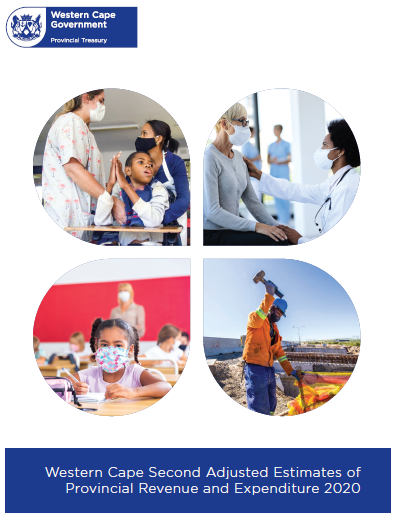 Western Cape
Government
Provincial Treasury
Western Cape Second Adjusted Estimates of
Provincial Revenue and Expenditure 2020